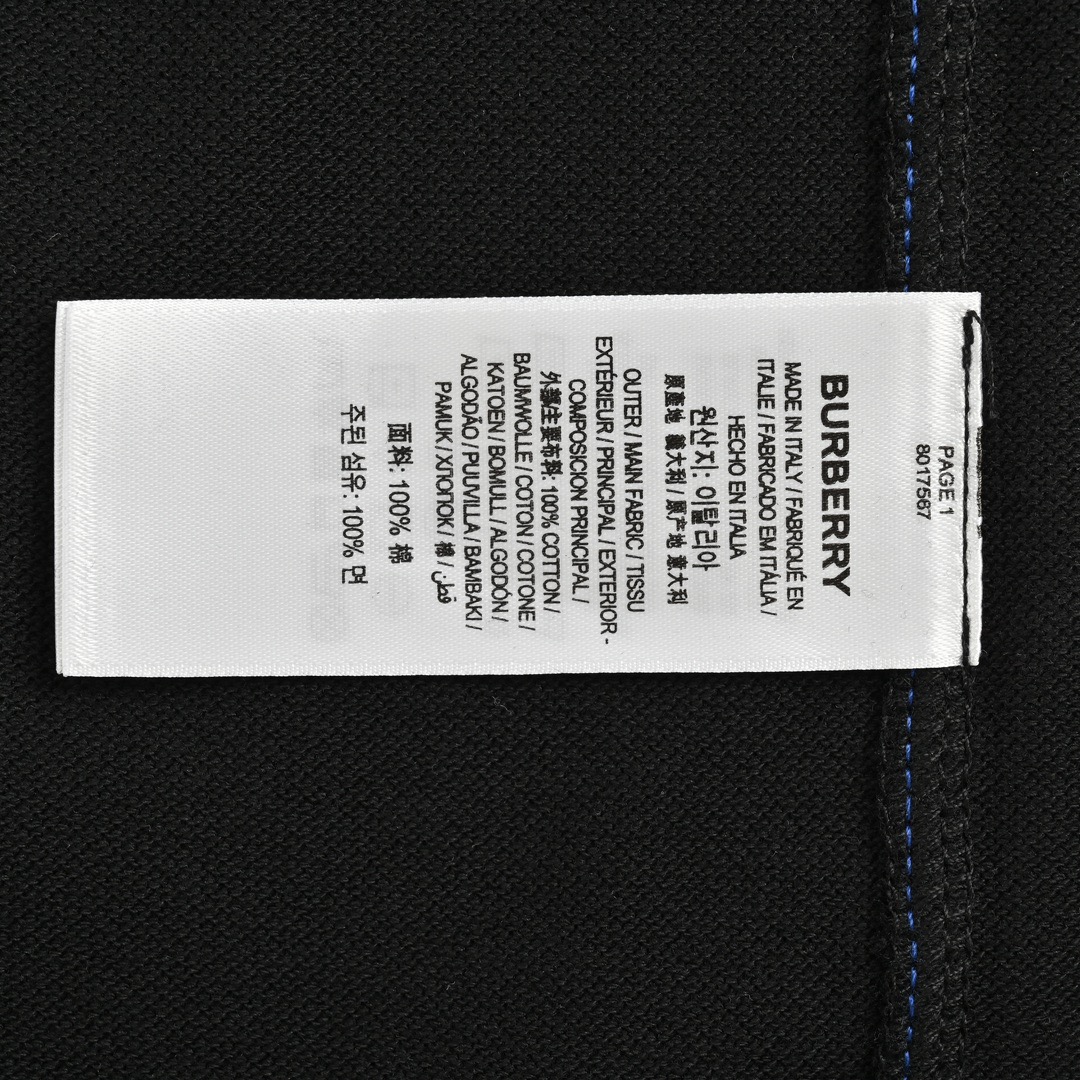 PAGE 1
8017567
BURBERRY
MADE IN ITALY / FABRIQUÉ EN
ITALIE / FABRICADO EM ITÁLIA /
HECHO EN ITALIA
원산지: 이탈리아
原產地 義大利 / 原产地 意大利
OUTER / MAIN FABRIC / TISSU
EXTÉRIEUR / PRINCIPAL / EXTERIOR -
COMPOSICION PRINCIPAL /
外部主要布料: 100% COTTON /
BAUMWOLLE / COTON / COTONE /
KATOEN / BOMULL / ALGODÓN /
ALGODÃO / PUUVILLA / BAMBAKI /
PAMUK / ХЛОПОК / 棉 / قطن
面料: 100% 棉
주된 섬유: 100% 면